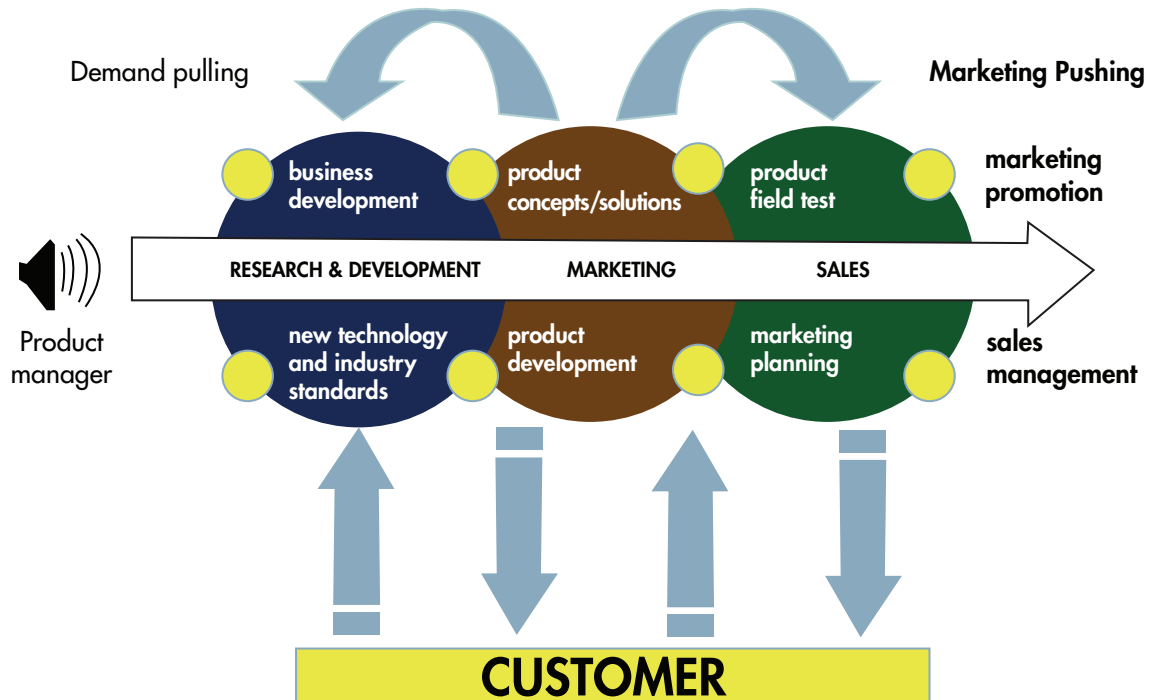 Demand pulling
Marketing Pushing
business
development
product
concepts/solutions
product
field test
marketing
promotion
RESEARCH & DEVELOPMENT
MARKETING
SALES
Product
manager
new technology
and industry
standards
product
development
marketing
planning
sales
management
CUSTOMER